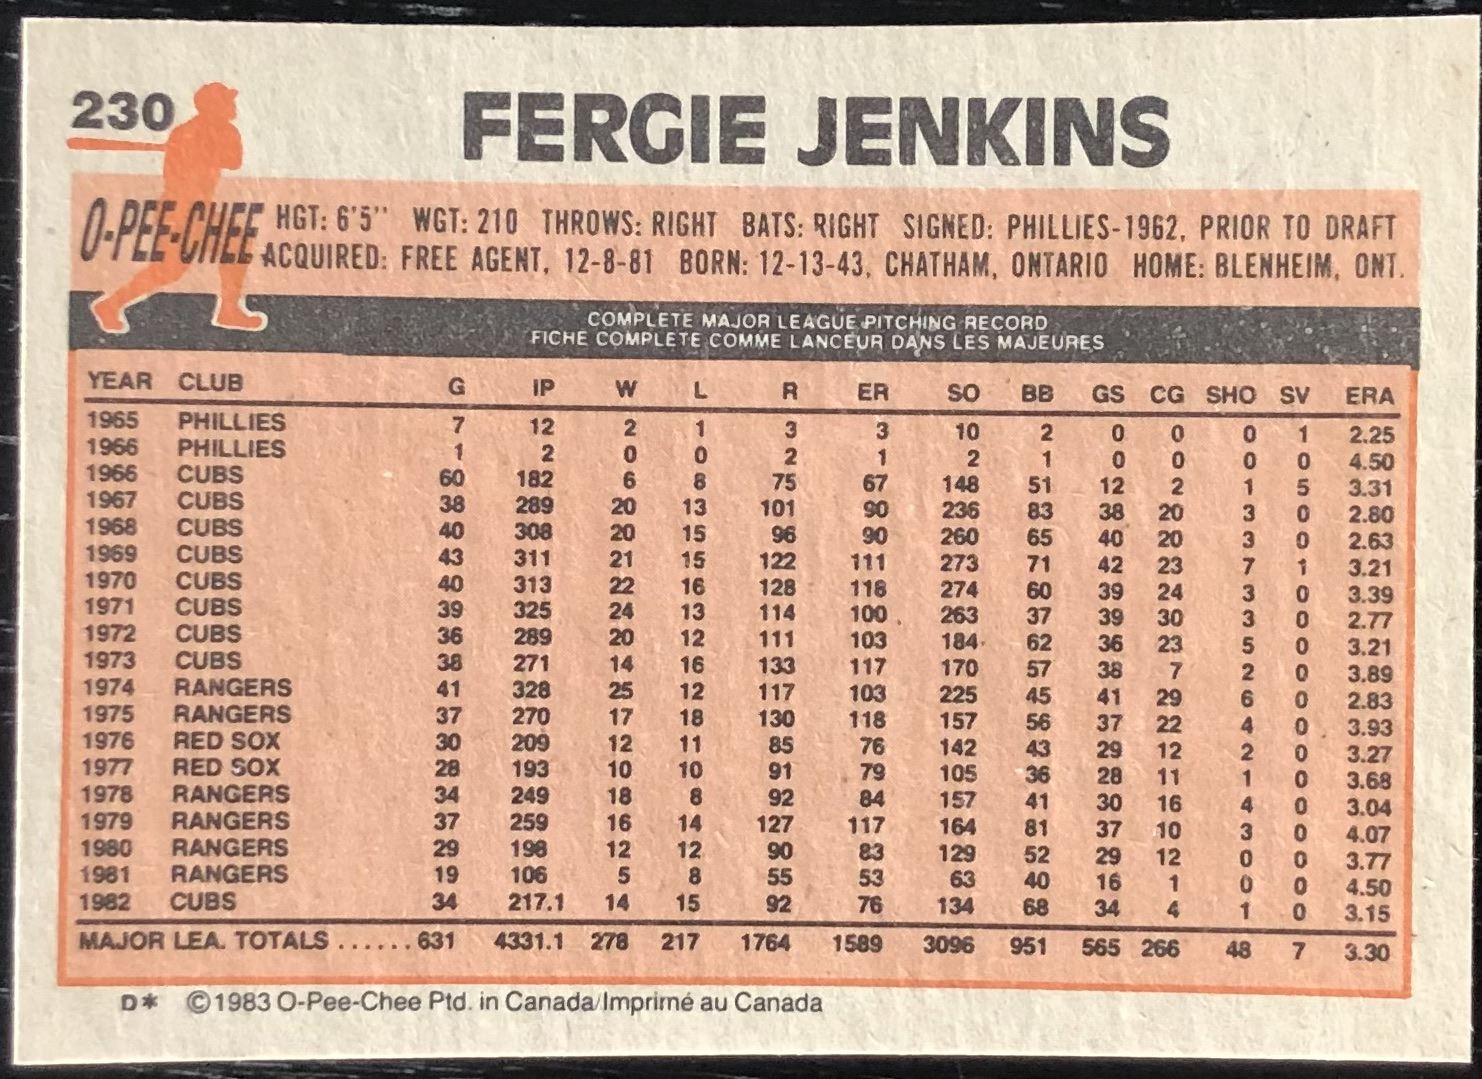 230
FERGIE JENKINS
O-PEE-CHEE
HGT: 6'5" WGT: 210 THROWS: RIGHT BATS: RIGHT SIGNED: PHILLIES-1962, PRIOR TO DRAFT
ACQUIRED: FREE AGENT, 12-8-81 BORN: 12-13-43, CHATHAM, ONTARIO HOME: BLENHEIM, ONT.
COMPLETE MAJOR LEAGUE PITCHING RECORD
FICHE COMPLETE COMME LANCEUR DANS LES MAJEURES
YEAR CLUB G IP W L R ER SO BB GS CG SHO SV ERA
1965 PHILLIES 7 12 2 1 3 3 10 2 0 0 0 1 2.25
1966 PHILLIES 1 2 0 0 2 1 2 1 0 0 0 0 4.50
1966 CUBS 60 182 6 8 75 67 148 51 12 2 1 5 3.31
1967 CUBS 38 289 20 13 101 90 236 83 38 20 3 0 2.80
1968 CUBS 40 308 20 15 96 90 260 65 40 20 3 0 2.63
1969 CUBS 43 311 21 15 122 111 273 71 42 23 7 1 3.21
1970 CUBS 40 313 22 16 128 118 274 60 39 24 3 0 3.39
1971 CUBS 39 325 24 13 114 100 263 37 39 30 3 0 2.77
1972 CUBS 36 289 20 12 111 103 184 62 36 23 5 0 3.21
1973 CUBS 38 271 14 16 133 117 170 57 38 7 2 0 3.89
1974 RANGERS 41 328 25 12 117 103 225 45 41 29 6 0 2.83
1975 RANGERS 37 270 17 18 130 118 157 56 37 22 4 0 3.93
1976 RED SOX 30 209 12 11 85 76 142 43 29 12 2 0 3.27
1977 RED SOX 28 193 10 10 91 79 105 36 28 11 1 0 3.68
1978 RANGERS 34 249 18 8 92 84 157 41 30 16 4 0 3.04
1979 RANGERS 37 259 16 14 127 117 164 81 37 10 3 0 4.07
1980 RANGERS 29 198 12 12 90 83 129 52 29 12 0 0 3.77
1981 RANGERS 19 106 5 8 55 53 63 40 16 1 0 0 4.50
1982 CUBS 34 217.1 14 15 92 76 134 68 34 4 1 0 3.15
MAJOR LEA. TOTALS ......631 4331.1 278 217 1764 1589 3096 951 565 266 48 7 3.30
D* ©1983 O-Pee-Chee Ptd. in Canada/Imprimé au Canada